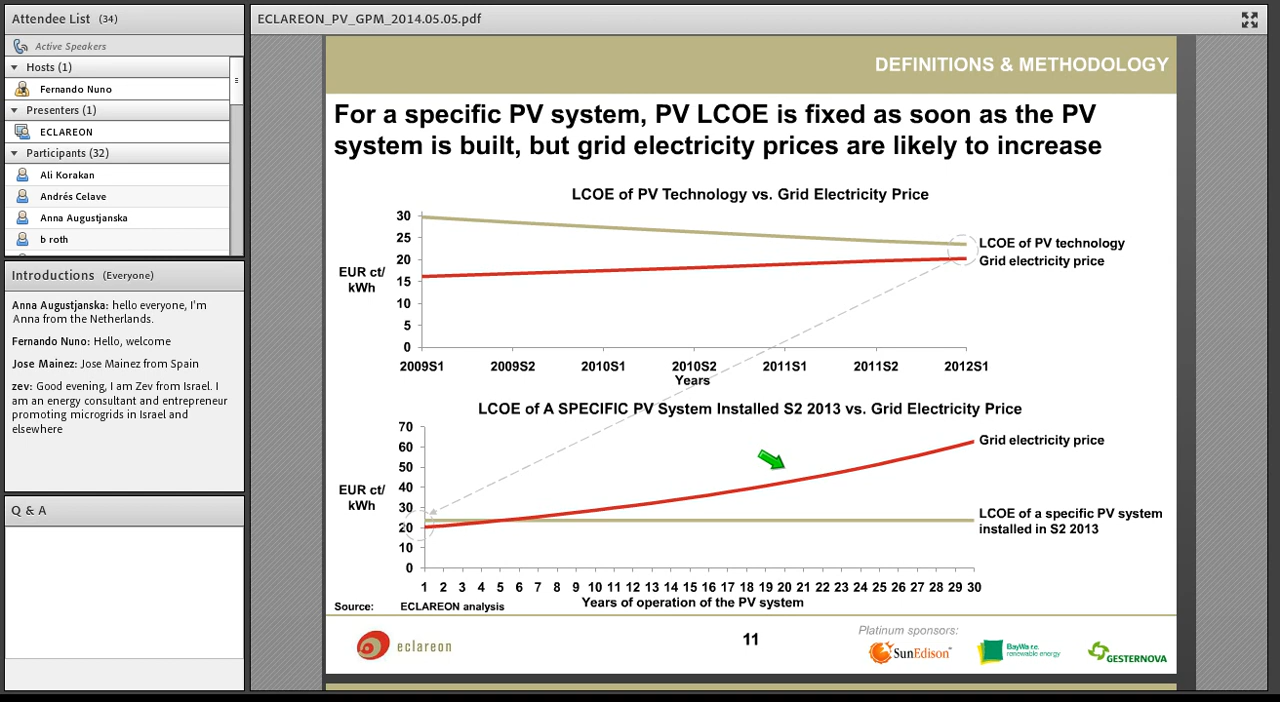 Attendee List (34)
Active Speakers
Hosts (1)
Fernando Nuno
Presenters (1)
ECLAREON
Participants (32)
Ali Korakan
Andrés Celave
Anna Augustjanska
b roth
Introductions (Everyone)
Anna Augustjanska: hello everyone, I'm
Anna from the Netherlands.
Fernando Nuno: Hello, welcome
Jose Mainez: Jose Mainez from Spain
zev: Good evening, I am Zev from Israel. I
am an energy consultant and entrepreneur
promoting microgrids in Israel and
elsewhere
Q & A
ECLAREON_PV_GPM_2014.05.05.pdf
DEFINITIONS & METHODOLOGY
For a specific PV system, PV LCOE is fixed as soon as the PV
system is built, but grid electricity prices are likely to increase
LCOE of PV Technology vs. Grid Electricity Price
EUR ct/
kWh
30
25
20
15
10
5
0
LCOE of PV technology
Grid electricity price
2009S1 2009S2 2010S1 2010S2 2011S1 2011S2 2012S1
Years
LCOE of A SPECIFIC PV System Installed S2 2013 vs. Grid Electricity Price
EUR ct/
kWh
70
60
50
40
30
20
10
0
Grid electricity price
LCOE of a specific PV system
installed in S2 2013
1 2 3 4 5 6 7 8 9 10 11 12 13 14 15 16 17 18 19 20 21 22 23 24 25 26 27 28 29 30
Years of operation of the PV system
Source: ECLAREON analysis
eclareon
11
Platinum sponsors:
SunEdison
BayWa r.e.
renewable energy
GESTERNOVA